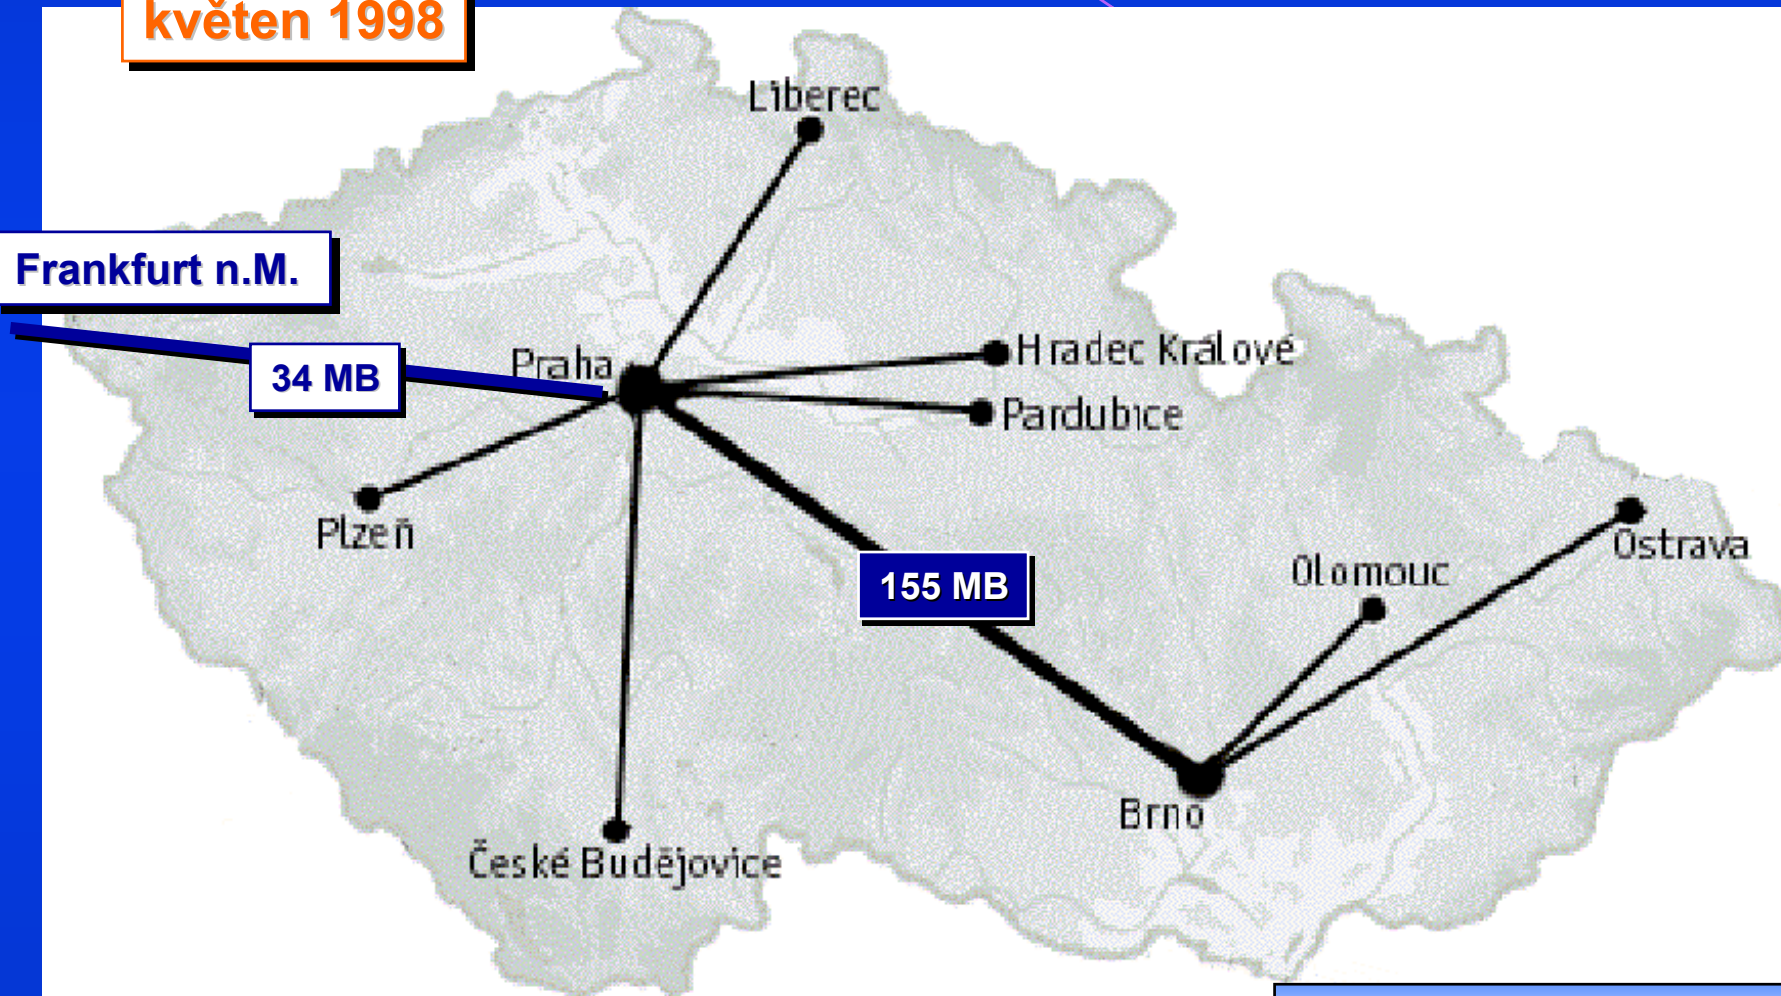 květen 1998
Liberec
Frankfurt n.M.
Hradec Králové
Praha
34 MB
Pardubice
Plzeň
Ostrava
Olomouc
155 MB
Brno
České Budějovice